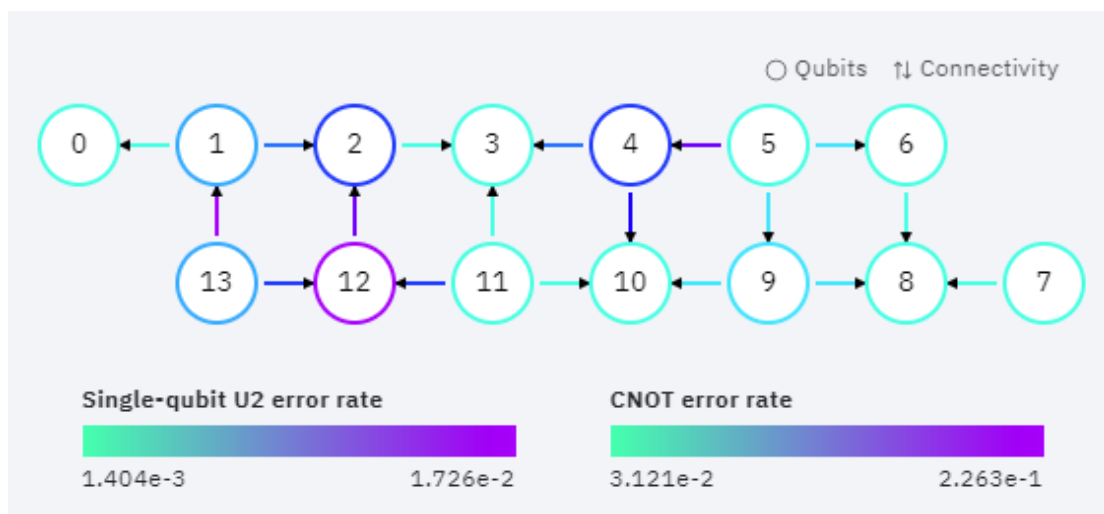 Qubits Connectivity
0 1 2 3 4 5 6
13 12 11 10 9 8 7
Single-qubit U2 error rate CNOT error rate
1.404e-3 1.726e-2 3.121e-2 2.263e-1